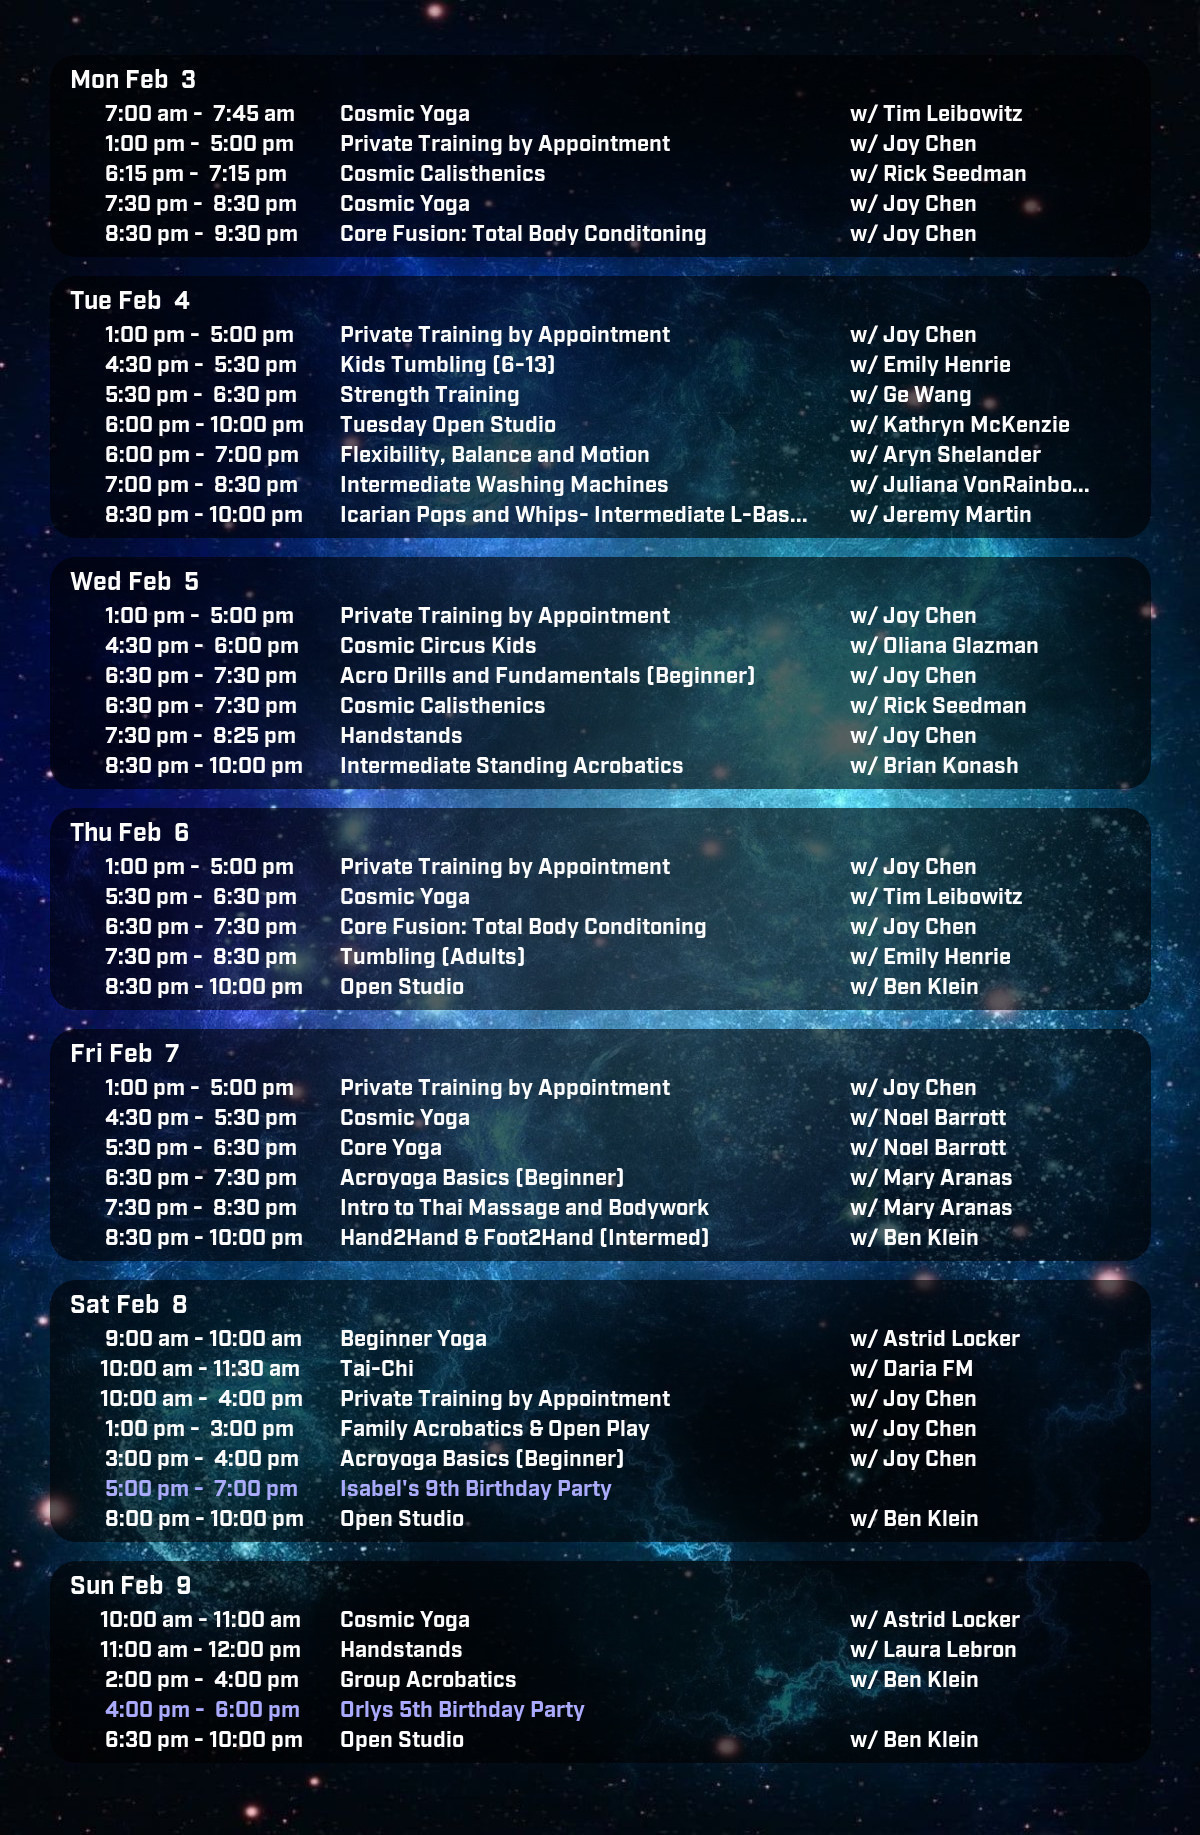 Mon Feb 3
7:00 am - 7:45 am Cosmic Yoga w/ Tim Leibowitz
1:00 pm - 5:00 pm Private Training by Appointment w/ Joy Chen
6:15 pm - 7:15 pm Cosmic Calisthenics w/ Rick Seedman
7:30 pm - 8:30 pm Cosmic Yoga w/ Joy Chen
8:30 pm - 9:30 pm Core Fusion: Total Body Conditoning w/ Joy Chen
Tue Feb 4
1:00 pm - 5:00 pm Private Training by Appointment w/ Joy Chen
4:30 pm - 5:30 pm Kids Tumbling (6-13) w/ Emily Henrie
5:30 pm - 6:30 pm Strength Training w/ Ge Wang
6:00 pm - 10:00 pm Tuesday Open Studio w/ Kathryn McKenzie
6:00 pm - 7:00 pm Flexibility, Balance and Motion w/ Aryn Shelander
7:00 pm - 8:30 pm Intermediate Washing Machines w/ Juliana VonRainbo...
8:30 pm - 10:00 pm Icarian Pops and Whips- Intermediate L-Bas... w/ Jeremy Martin
Wed Feb 5
1:00 pm - 5:00 pm Private Training by Appointment w/ Joy Chen
4:30 pm - 6:00 pm Cosmic Circus Kids w/ Oliana Glazman
6:30 pm - 7:30 pm Acro Drills and Fundamentals (Beginner) w/ Joy Chen
6:30 pm - 7:30 pm Cosmic Calisthenics w/ Rick Seedman
7:30 pm - 8:25 pm Handstands w/ Joy Chen
8:30 pm - 10:00 pm Intermediate Standing Acrobatics w/ Brian Konash
Thu Feb 6
1:00 pm - 5:00 pm Private Training by Appointment w/ Joy Chen
5:30 pm - 6:30 pm Cosmic Yoga w/ Tim Leibowitz
6:30 pm - 7:30 pm Core Fusion: Total Body Conditoning w/ Joy Chen
7:30 pm - 8:30 pm Tumbling (Adults) w/ Emily Henrie
8:30 pm - 10:00 pm Open Studio w/ Ben Klein
Fri Feb 7
1:00 pm - 5:00 pm Private Training by Appointment w/ Joy Chen
4:30 pm - 5:30 pm Cosmic Yoga w/ Noel Barrott
5:30 pm - 6:30 pm Core Yoga w/ Noel Barrott
6:30 pm - 7:30 pm Acroyoga Basics (Beginner) w/ Mary Aranas
7:30 pm - 8:30 pm Intro to Thai Massage and Bodywork w/ Mary Aranas
8:30 pm - 10:00 pm Hand2Hand & Foot2Hand (Intermed) w/ Ben Klein
Sat Feb 8
9:00 am - 10:00 am Beginner Yoga w/ Astrid Locker
10:00 am - 11:30 am Tai-Chi w/ Daria FM
10:00 am - 4:00 pm Private Training by Appointment w/ Joy Chen
1:00 pm - 3:00 pm Family Acrobatics & Open Play w/ Joy Chen
3:00 pm - 4:00 pm Acroyoga Basics (Beginner) w/ Joy Chen
5:00 pm - 7:00 pm Isabel's 9th Birthday Party
8:00 pm - 10:00 pm Open Studio w/ Ben Klein
Sun Feb 9
10:00 am - 11:00 am Cosmic Yoga w/ Astrid Locker
11:00 am - 12:00 pm Handstands w/ Laura Lebron
2:00 pm - 4:00 pm Group Acrobatics w/ Ben Klein
4:00 pm - 6:00 pm Orlys 5th Birthday Party
6:30 pm - 10:00 pm Open Studio w/ Ben Klein